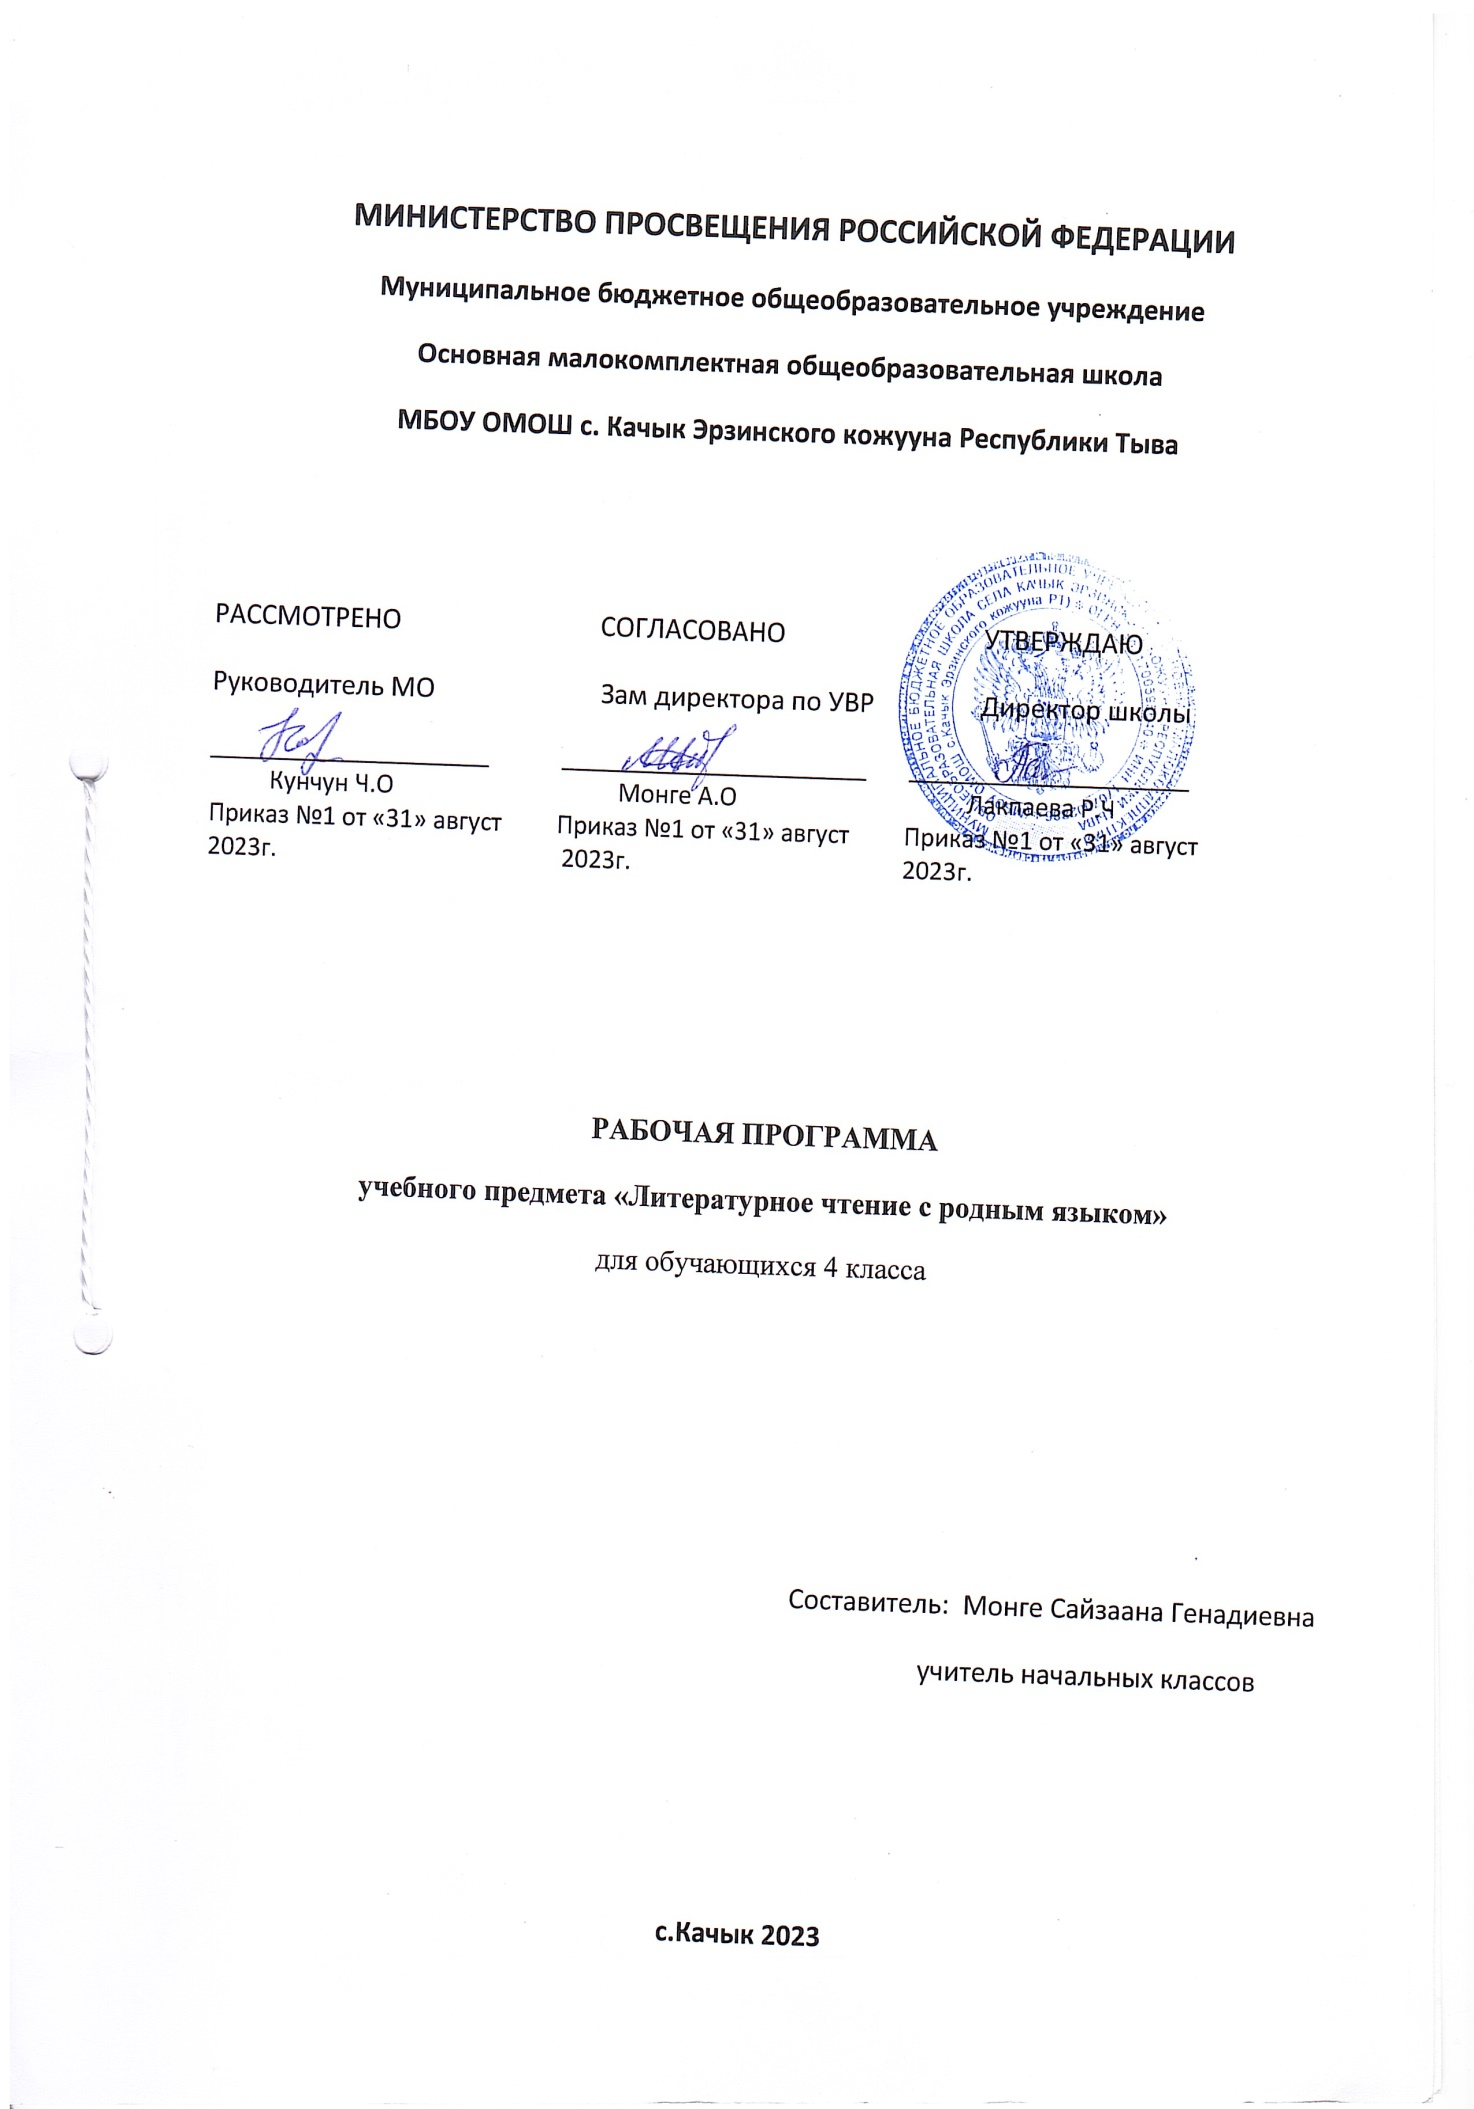 МИНИСТЕРСТВО ПРОСВЕЩЕНИЯ РОССИЙСКОЙ ФЕДЕРАЦИИ
Муниципальное бюджетное общеобразовательное учреждение
Основная малокомплектная общеобразовательная школа
МБОУ ОМОШ с. Качык Эрзинского кожууна Республики Тыва
РАССМОТРЕНО
Руководитель МО
Кунчун Ч.О
Приказ №1 от «31» август
2023г.
СОГЛАСОВАНО
Зам директора по УВР
Монге А.О
Приказ №1 от «31» август
2023г.
УТВЕРЖДАЮ
Директор школы
Лакпаева Р.Ч
Приказ №1 от «31» август
2023г.
РАБОЧАЯ ПРОГРАММА
учебного предмета «Литературное чтение с родным языком»
для обучающихся 4 класса
Составитель: Монге Сайзаана Генадиевна
учитель начальных классов
с.Качык 2023